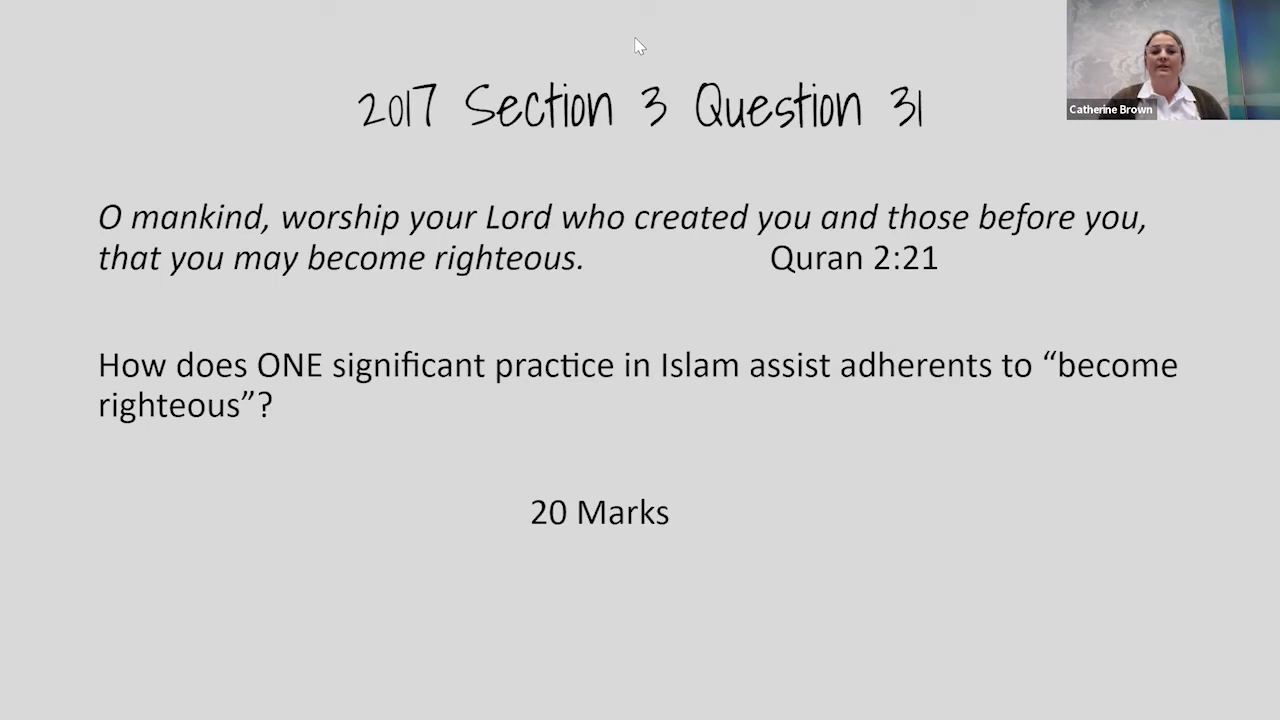 2017 Section 3 Question 31
Catherine Brown
O mankind, worship your Lord who created you and those before you,
that you may become righteous. Quran 2:21
How does ONE significant practice in Islam assist adherents to “become
righteous”?
20 Marks